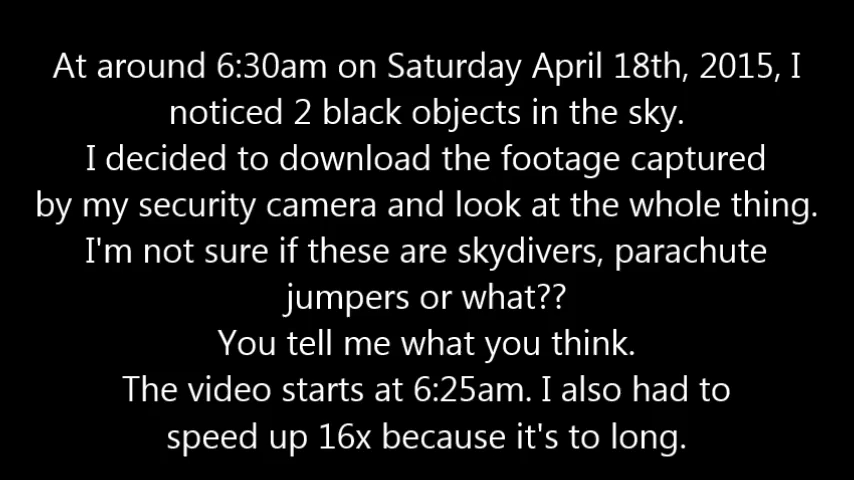 At around 6:30am on Saturday April 18th, 2015, I
noticed 2 black objects in the sky.
I decided to download the footage captured
by my security camera and look at the whole thing.
I'm not sure if these are skydivers, parachute
jumpers or what??
You tell me what you think.
The video starts at 6:25am. I also had to
speed up 16x because it's to long.